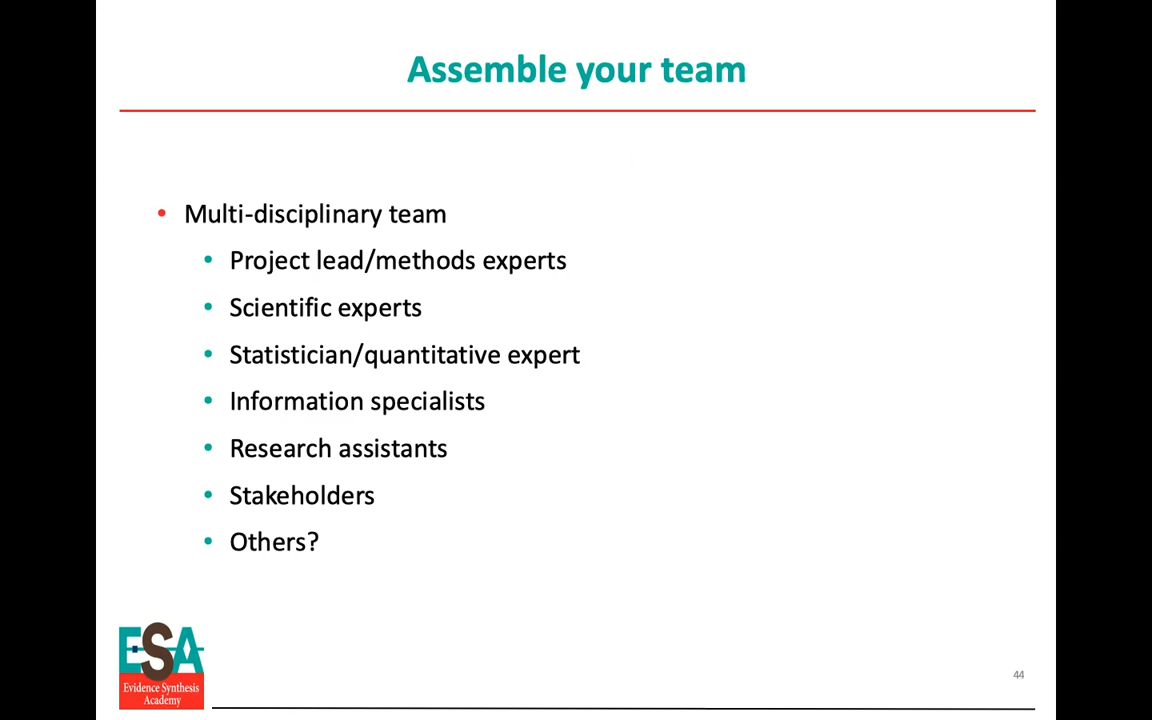 Assemble your team
• Multi-disciplinary team
• Project lead/methods experts
• Scientific experts
• Statistician/quantitative expert
• Information specialists
• Research assistants
• Stakeholders
• Others?
ESA
Evidence Synthesis
Academy
44